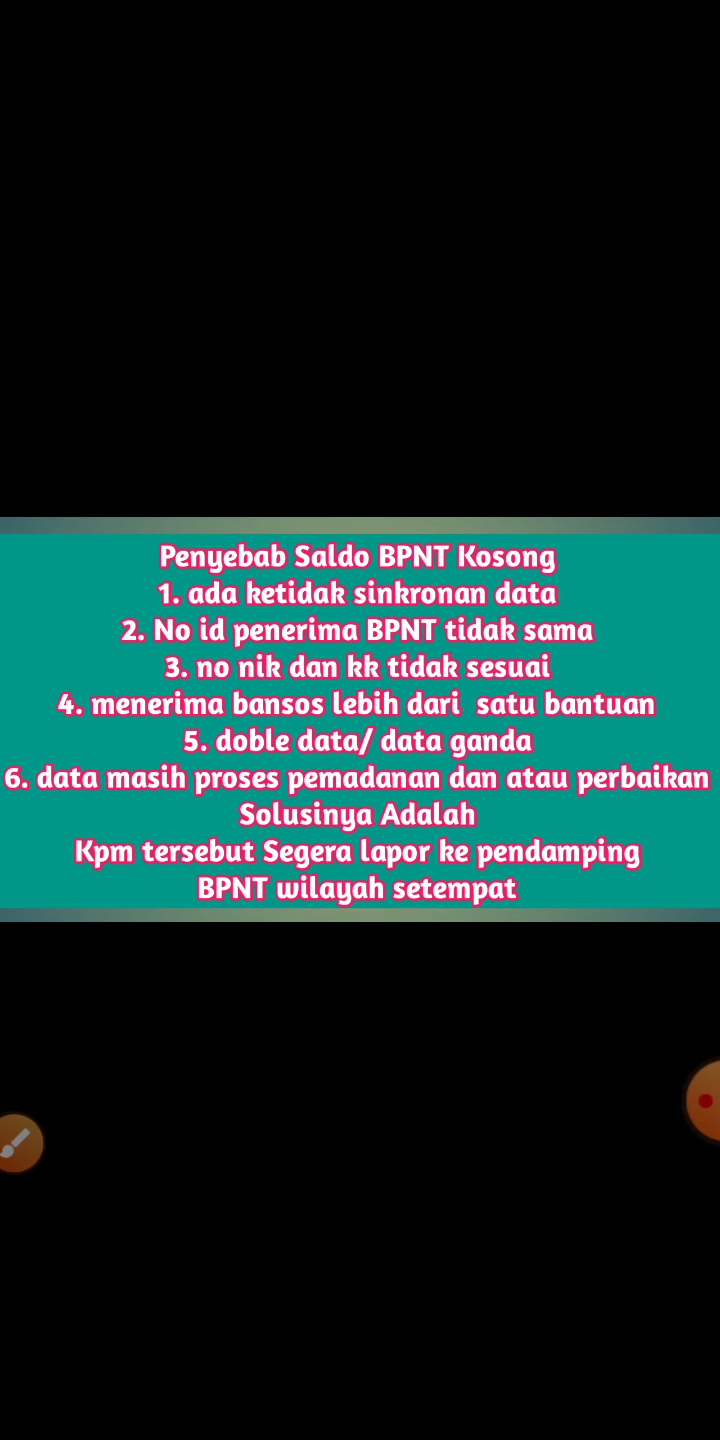 Penyebab Saldo BPNT Kosong
1. ada ketidak sinkronan data
2. No id penerima BPNT tidak sama
3. no nik dan kk tidak sesuai
4. menerima bansos lebih dari  satu bantuan
5. doble data/ data ganda
6. data masih proses pemadanan dan atau perbaikan
Solusinya Adalah
Kpm tersebut Segera lapor ke pendamping
BPNT wilayah setempat